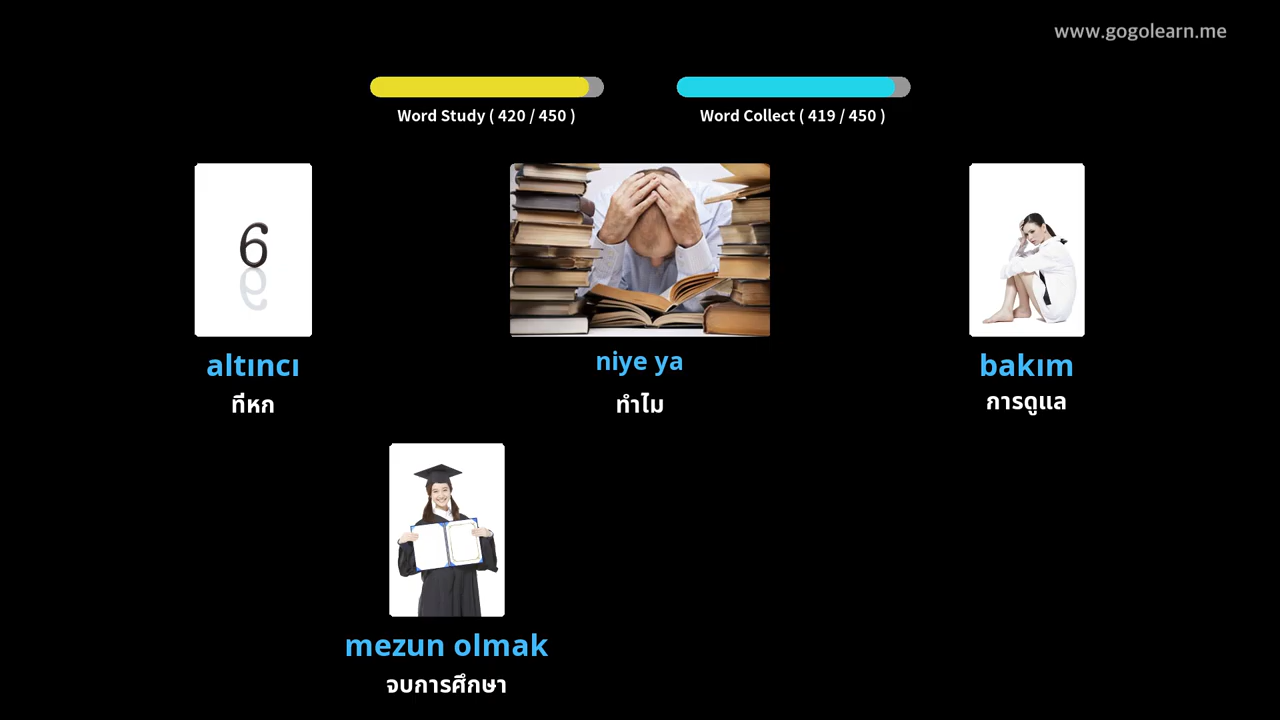 www.gogolearn.me
Word Study ( 420 / 450 )
Word Collect ( 419 / 450 )
6
altıncı
ที่หก
niye ya
ทำไม
bakım
การดูแล
mezun olmak
จบการศึกษา